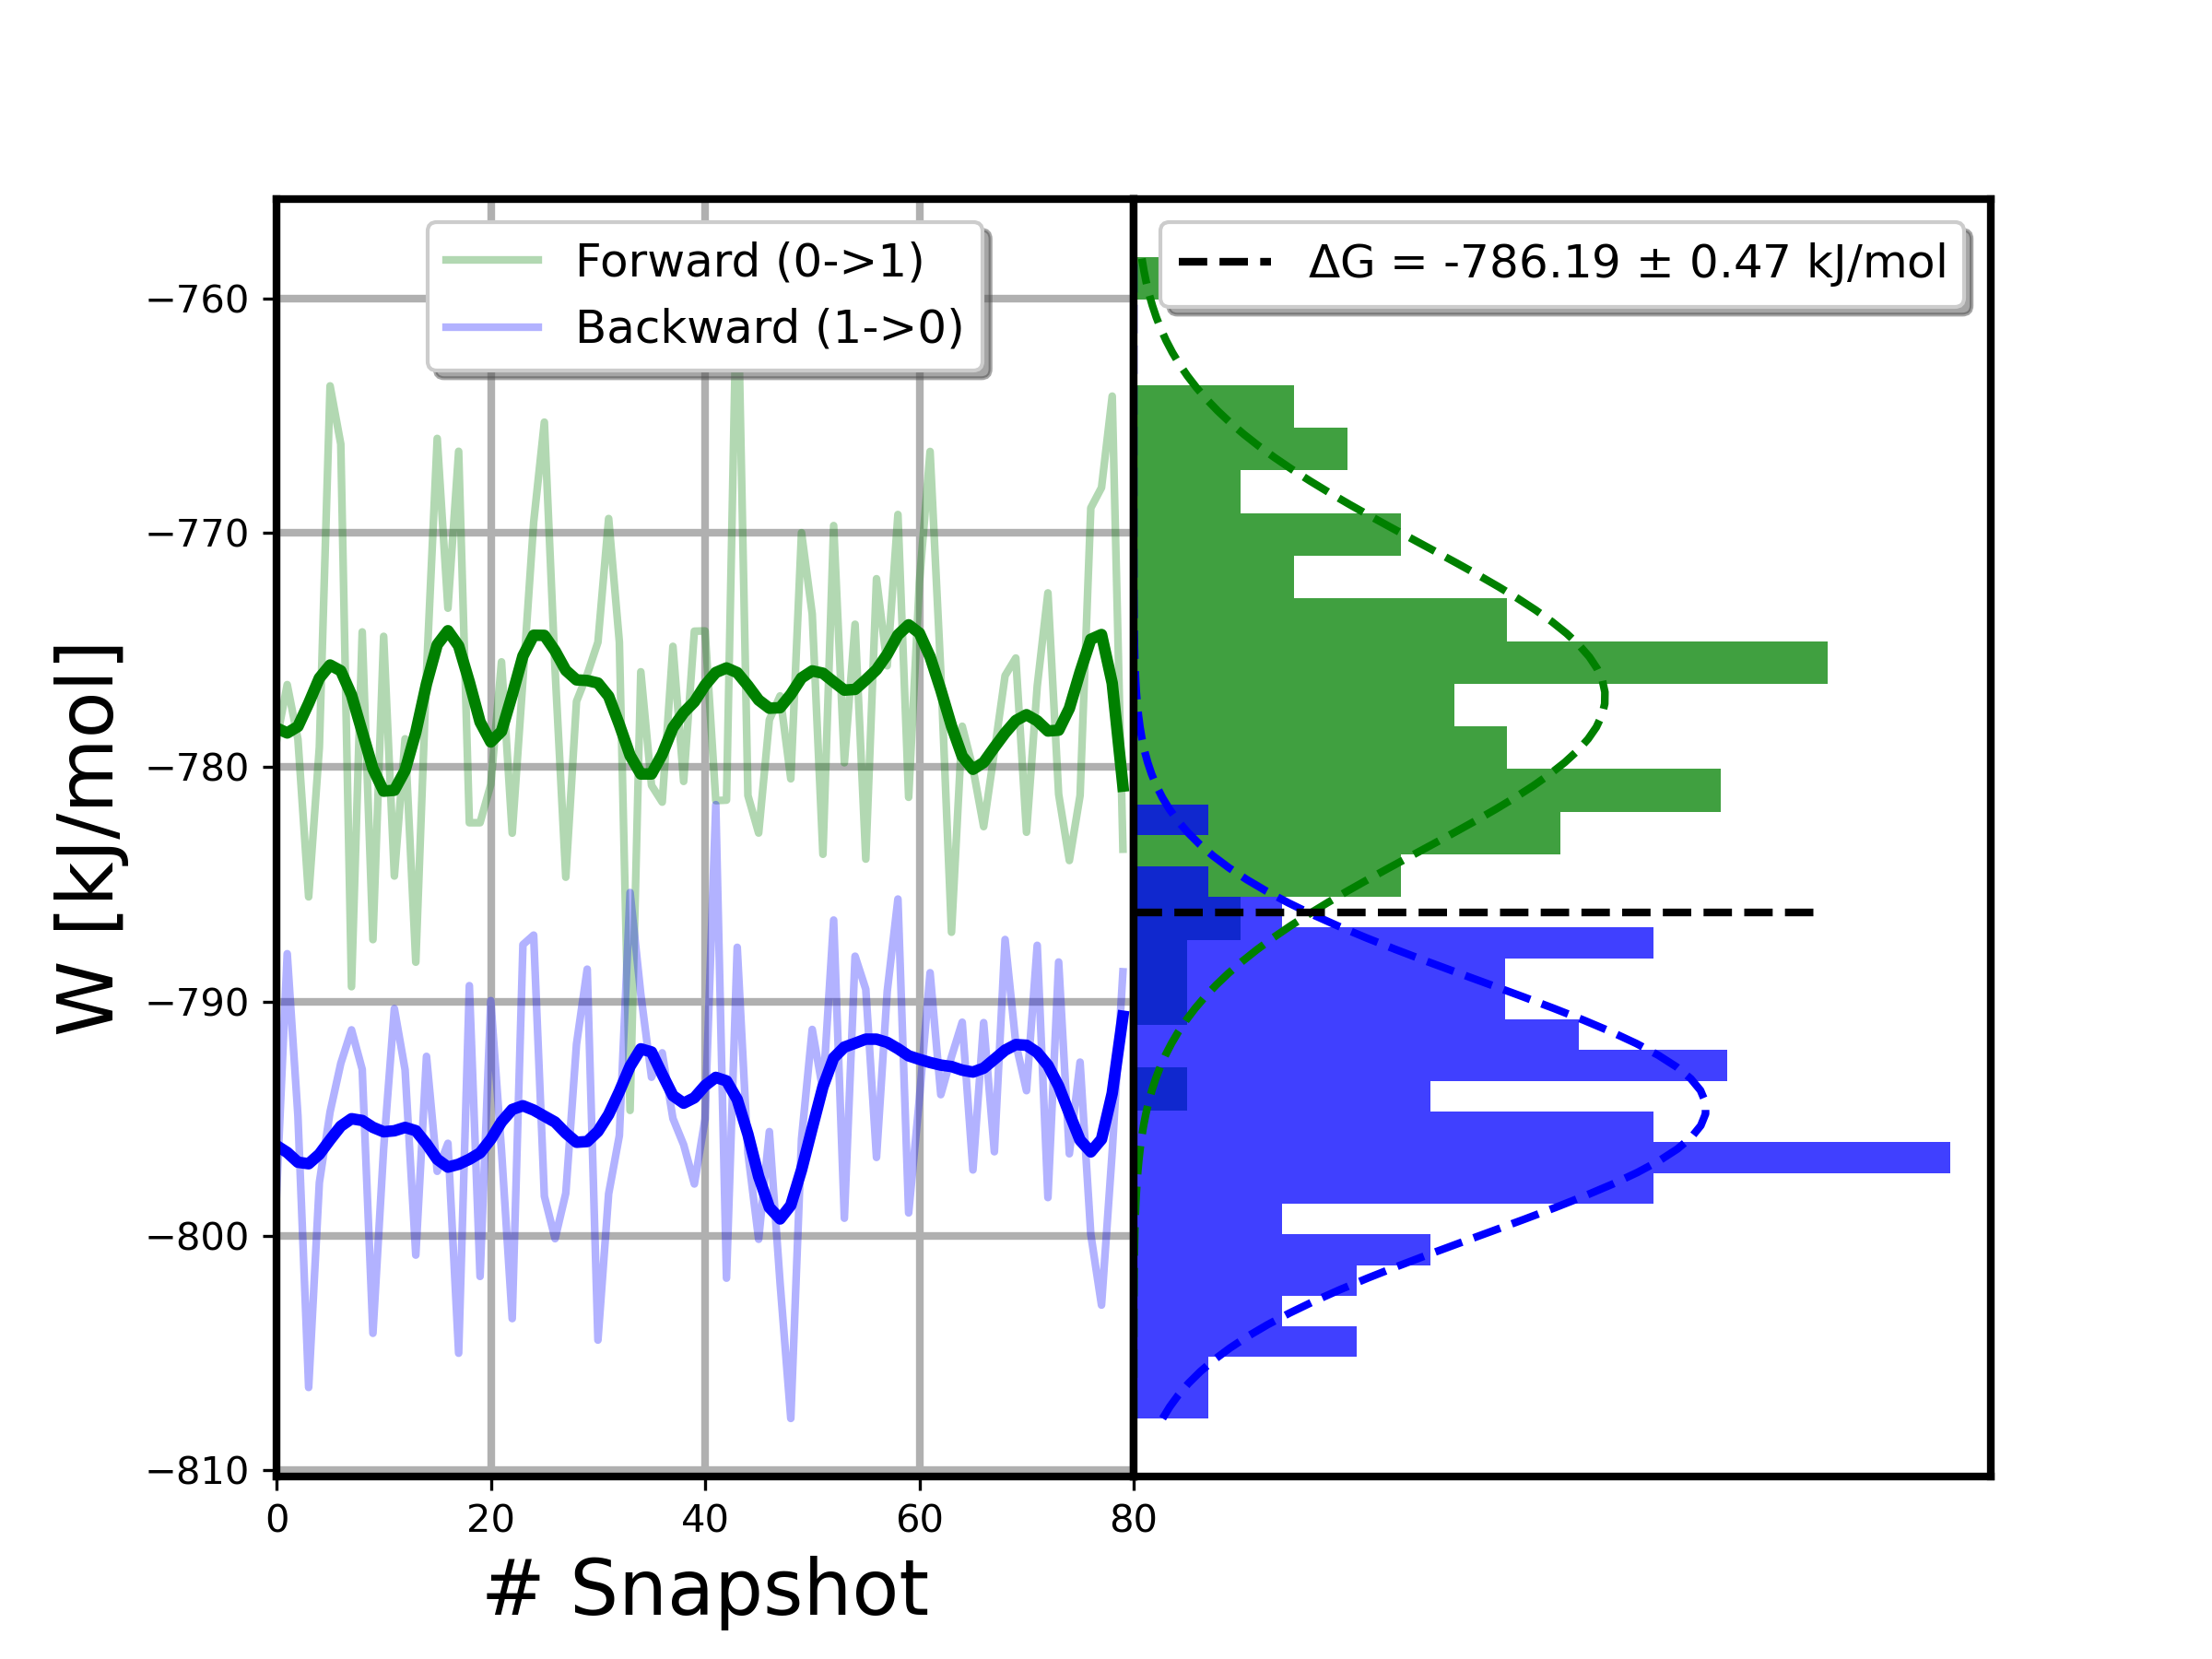 Forward (0->1)
Backward (1->0)
ΔG = -786.19 ± 0.47 kJ/mol
W [kJ/mol]
−760
−770
−780
−790
−800
−810
0 20 40 60 80
# Snapshot